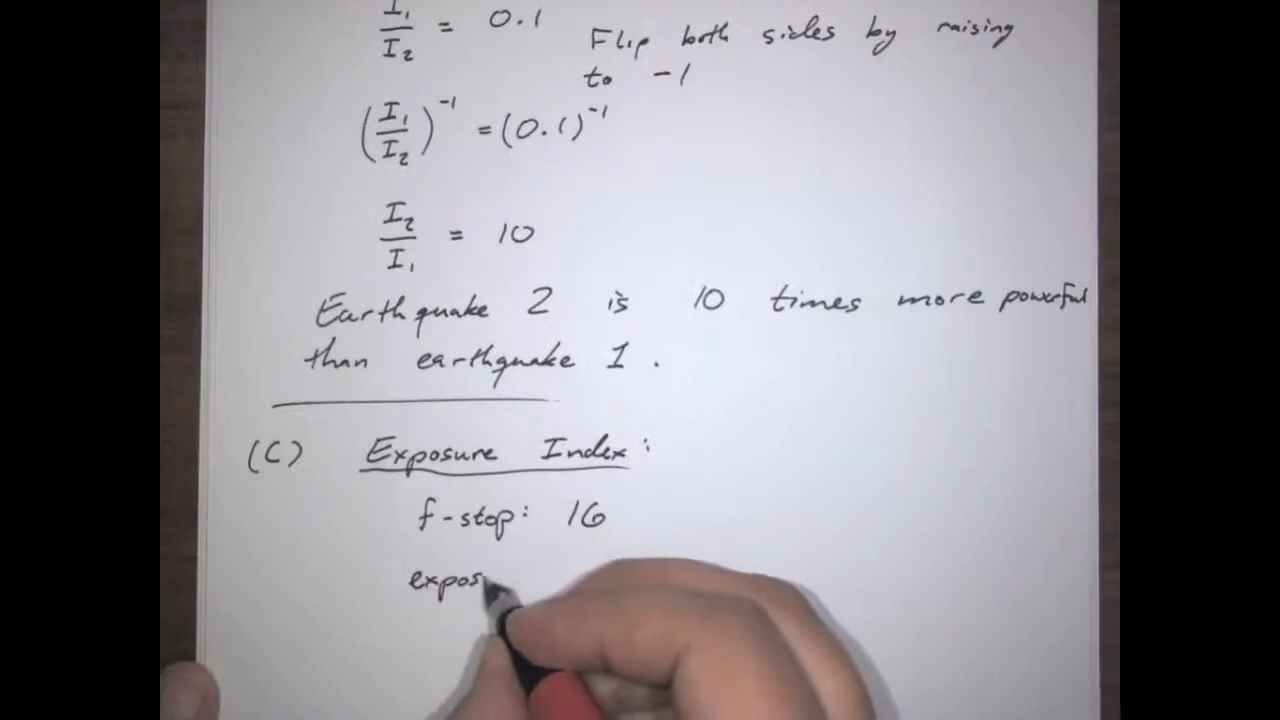 I₁/I₂ = 0.1 Flip both sides by raising
to -1
(I₁/I₂)⁻¹ = (0.1)⁻¹
I₂/I₁ = 10
Earthquake 2 is 10 times more powerful
than earthquake 1.
(C) Exposure Index:
f-stop: 16
expos